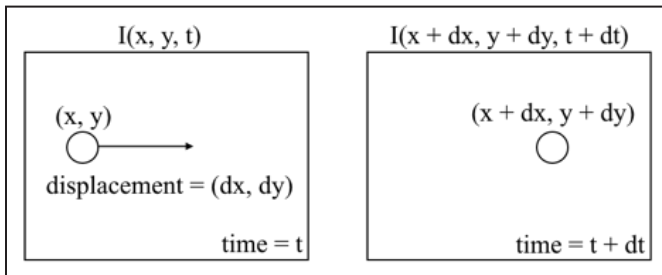 I(x, y, t)
(x, y)
displacement = (dx, dy)
time = t
I(x + dx, y + dy, t + dt)
(x + dx, y + dy)
time = t + dt